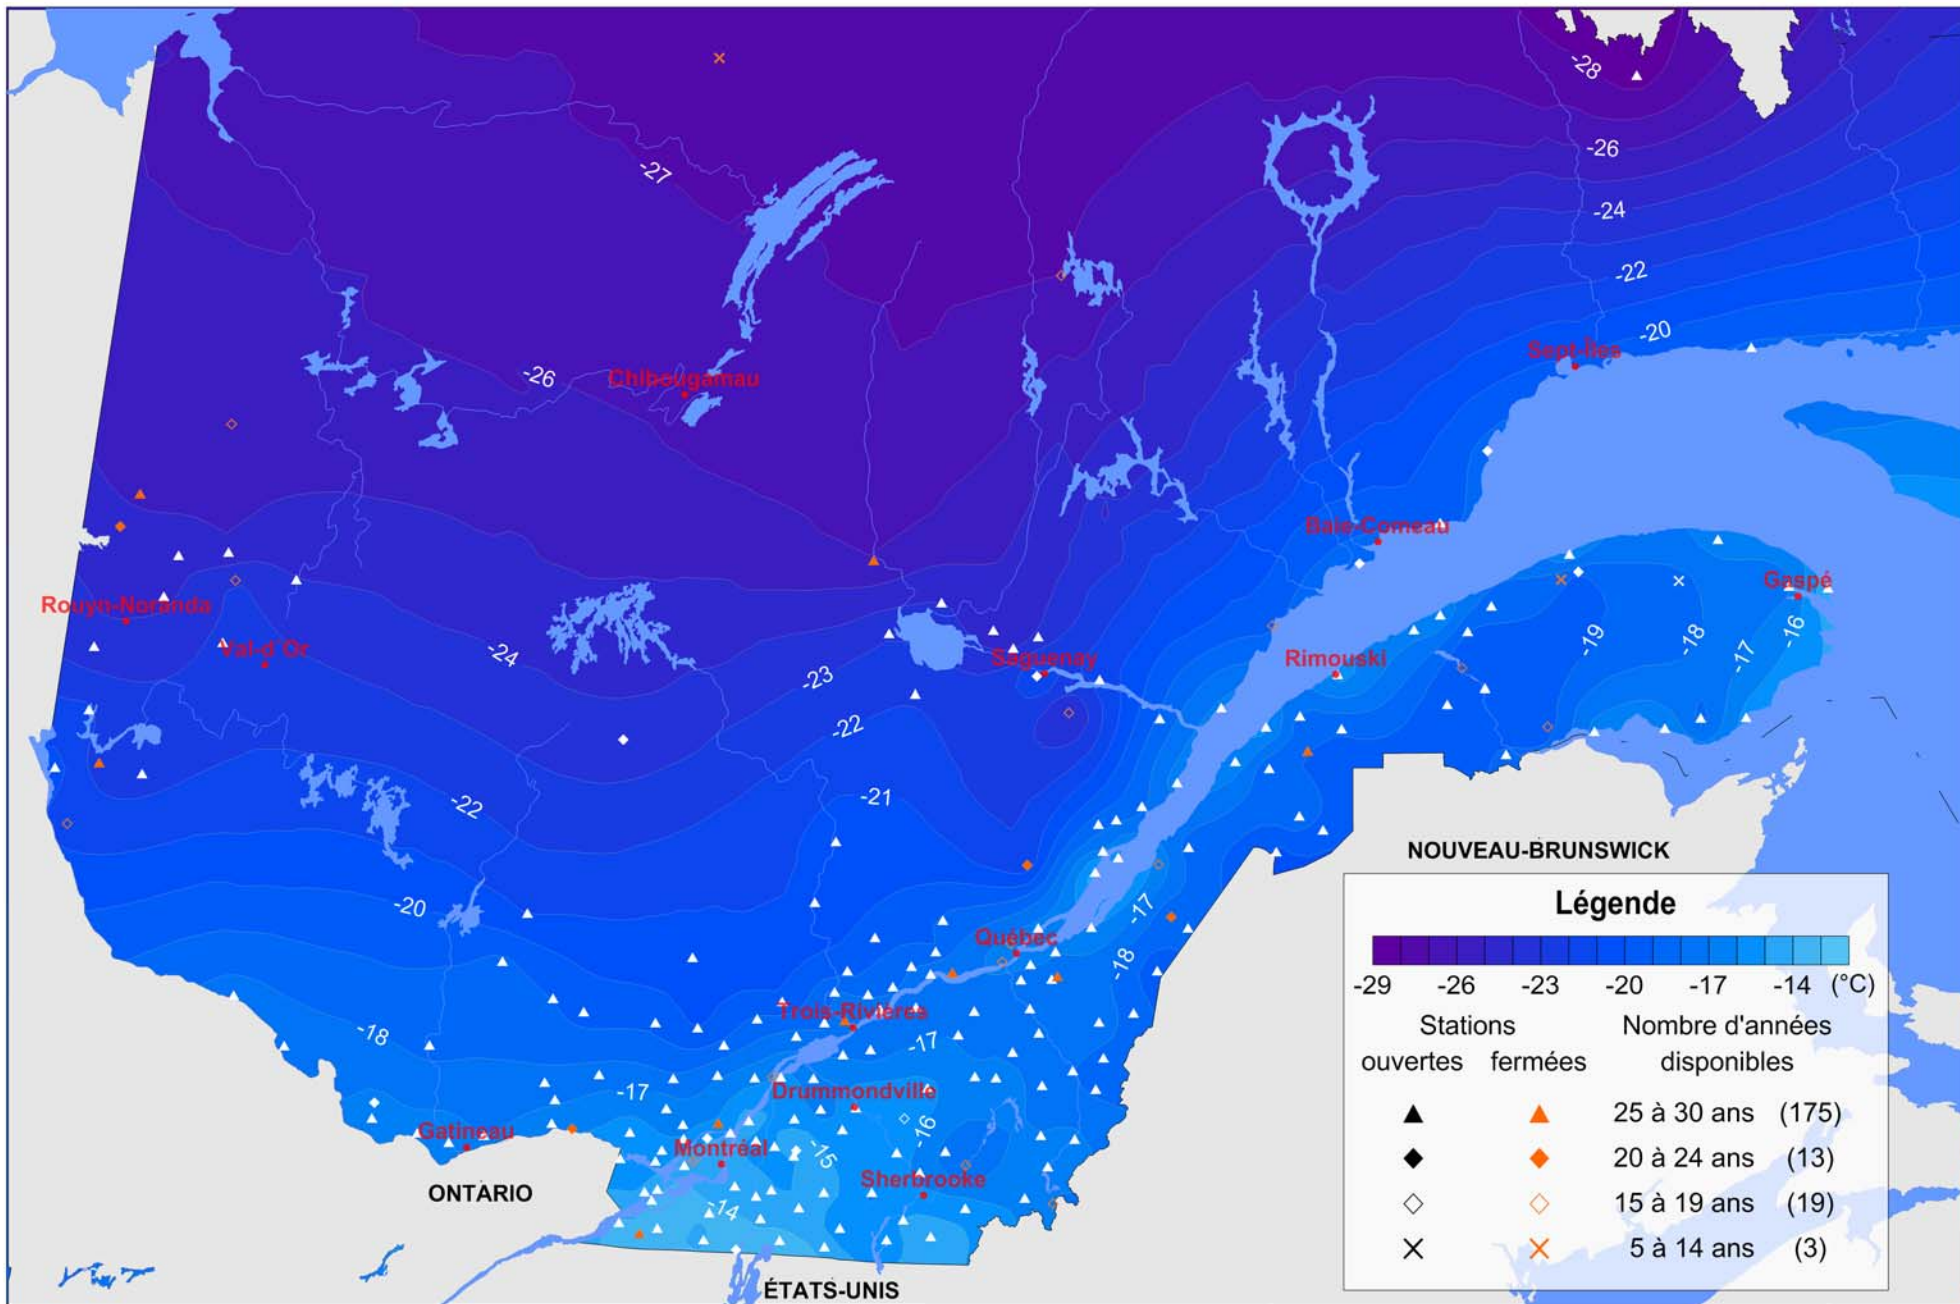 -28
-26
-27
-24
-22
-20
Sept-Îles
Chibougamau
-26
Baie-Comeau
Gaspé
Rouyn-Noranda
-16
-19
-18
Val-d'Or
-24
Saguenay
Rimouski
-17
-23
-22
-22
-21
-20
-17
Québec
-18
NOUVEAU-BRUNSWICK
Trois-Rivières
-18
-17
-17
Drummondville
Gatineau
-16
Montréal
-15
Sherbrooke
ONTARIO
-14
ÉTATS-UNIS
Légende
-29 -26 -23 -20 -17 -14 (°C)
Stations Nombre d'années
ouvertes fermées disponibles
25 à 30 ans (175)
20 à 24 ans (13)
15 à 19 ans (19)
5 à 14 ans (3)